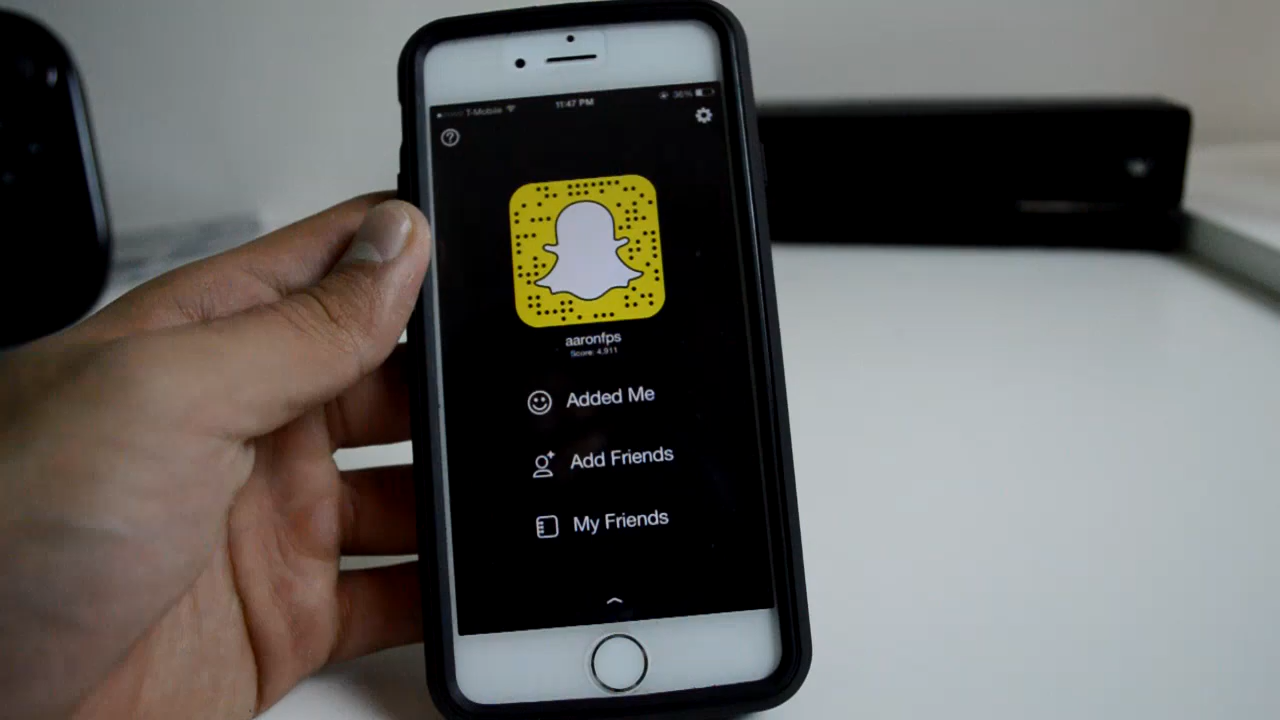 T-Mobile 11:47 PM 36%
aaronfps
Score: 4,911
Added Me
Add Friends
My Friends